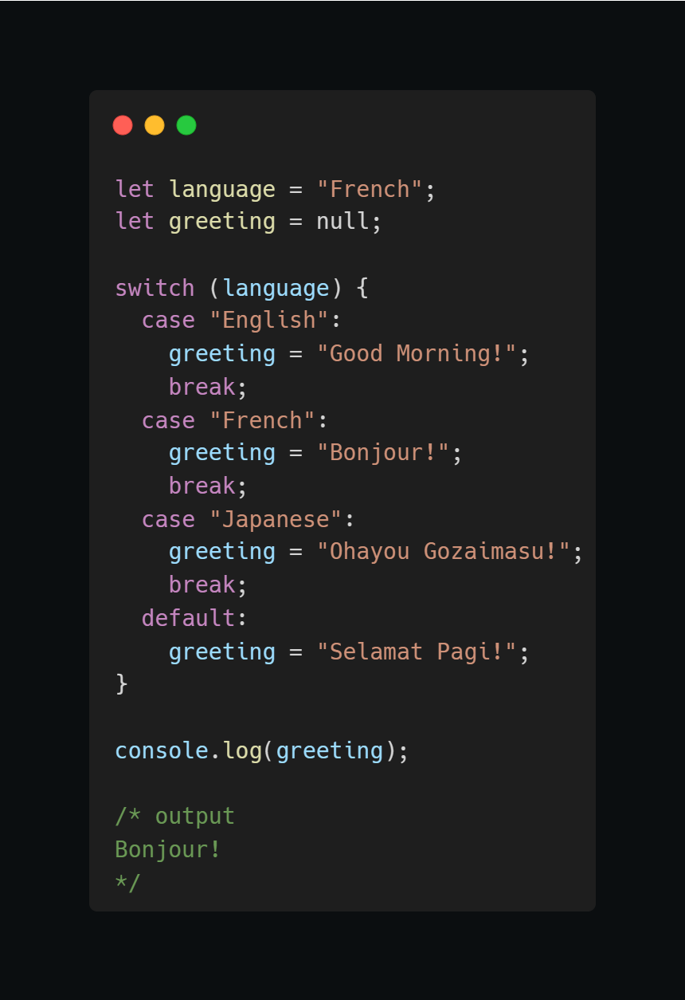 let language = "French";
let greeting = null;

switch (language) {
  case "English":
    greeting = "Good Morning!";
    break;
  case "French":
    greeting = "Bonjour!";
    break;
  case "Japanese":
    greeting = "Ohayou Gozaimasu!";
    break;
  default:
    greeting = "Selamat Pagi!";
}

console.log(greeting);

/* output
Bonjour!
*/